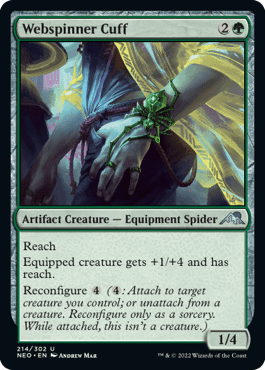 Webspinner Cuff 2
Artifact Creature — Equipment Spider
Reach
Equipped creature gets +1/+4 and has
reach.
Reconfigure 4 (4: Attach to target
creature you control; or unattach from a
creature. Reconfigure only as a sorcery.
While attached, this isn't a creature.)
1/4
214/302 U
NEO • EN Andrew Mar ™ & © 2022 Wizards of the Coast